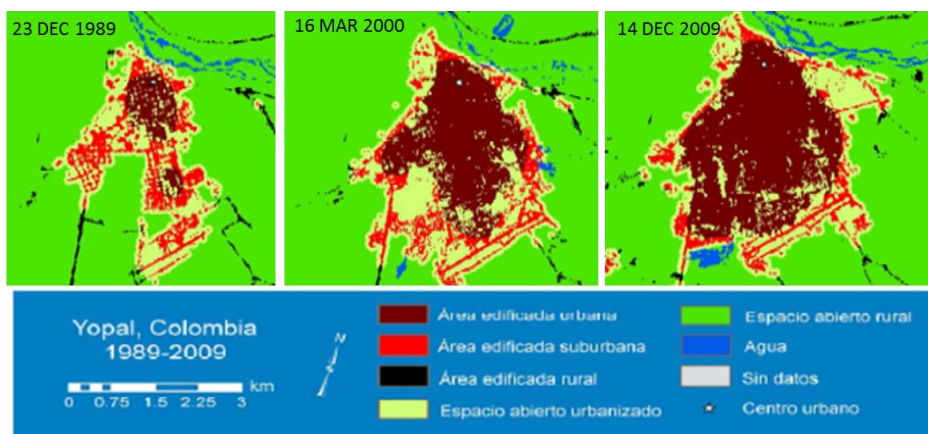 23 DEC 1989
16 MAR 2000
14 DEC 2009
Yopal, Colombia
1989-2009
km
0 0.75 1.5 2.25 3
N
Área edificada urbana
Área edificada suburbana
Área edificada rural
Espacio abierto urbanizado
Espacio abierto rural
Agua
Sin datos
Centro urbano